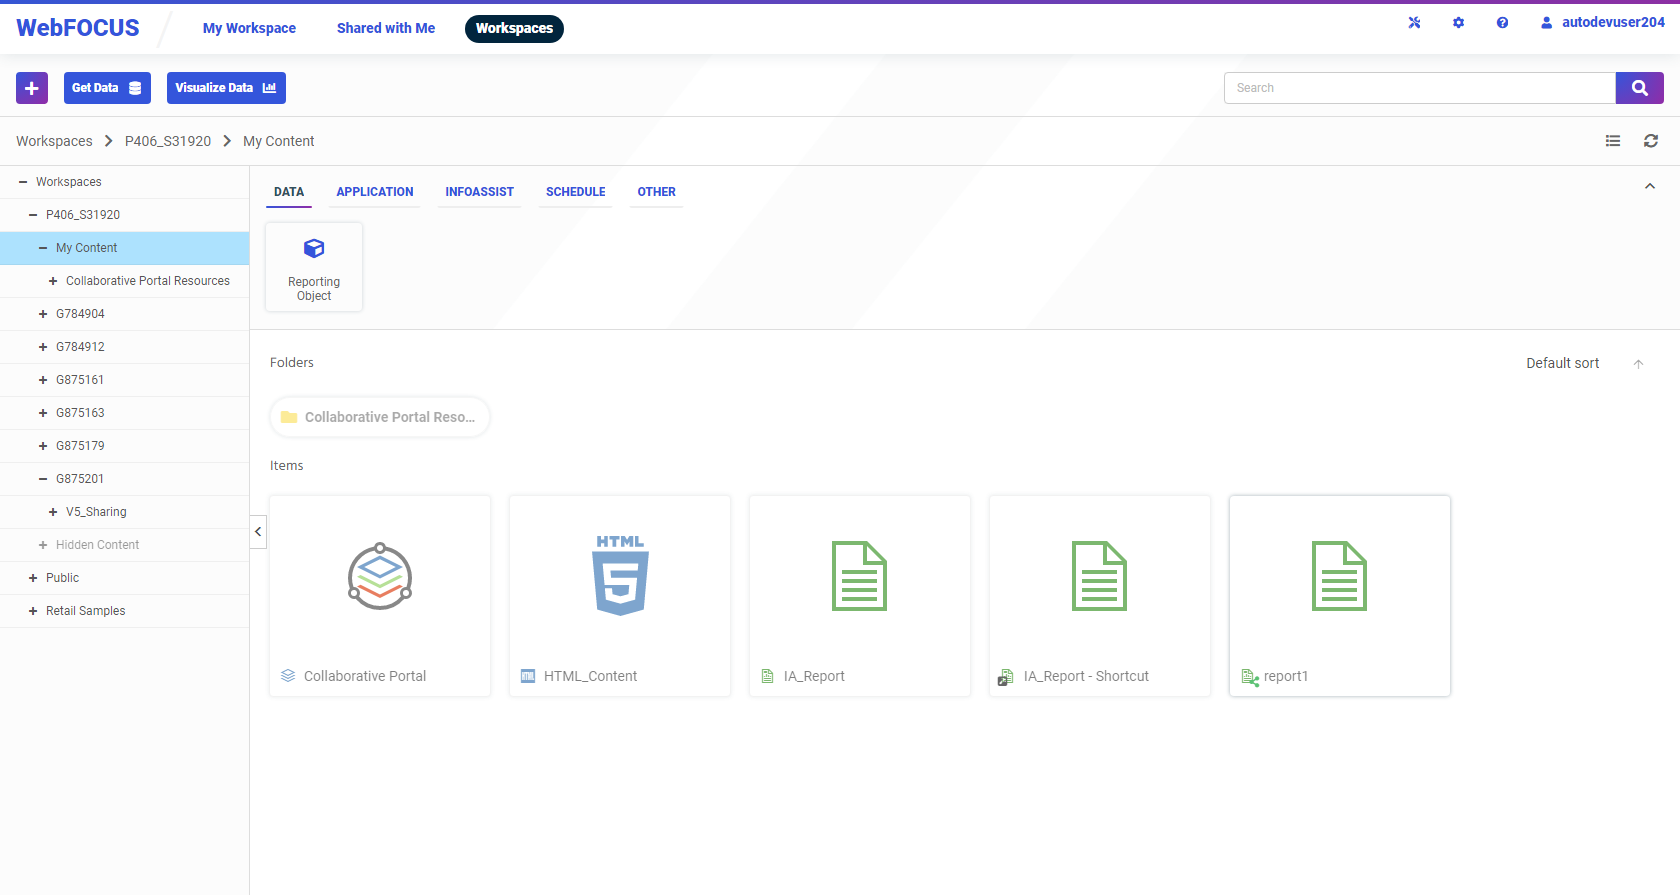 WebFOCUS
My Workspace
Shared with Me
Workspaces
autodevuser204
Get Data
Visualize Data
Search
Workspaces
P406_S31920
My Content
Workspaces
P406_S31920
My Content
Collaborative Portal Resources
G784904
G784912
G875161
G875163
G875179
G875201
V5_Sharing
Hidden Content
Public
Retail Samples
DATA
APPLICATION
INFOASSIST
SCHEDULE
OTHER
Reporting
Object
Folders
Default sort
Collaborative Portal Reso...
Items
HTML
Collaborative Portal
HTML
HTML_Content
IA_Report
IA_Report - Shortcut
report1